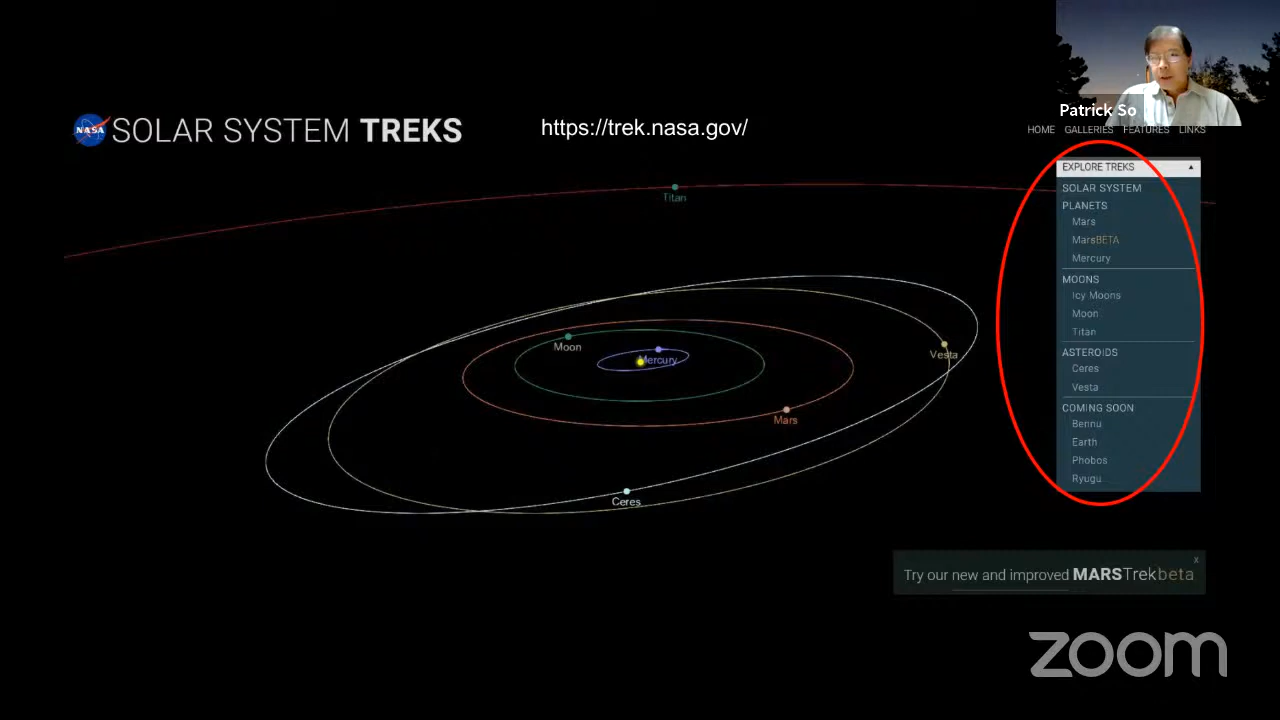 Patrick So
NASA
SOLAR SYSTEM TREKS
https://trek.nasa.gov/
HOME GALLERIES FEATURES LINKS
EXPLORE TREKS
SOLAR SYSTEM
PLANETS
Mars
MarsBETA
Mercury
MOONS
Icy Moons
Moon
Titan
ASTEROIDS
Ceres
Vesta
COMING SOON
Bennu
Earth
Phobos
Ryugu
Titan
Moon
Mercury
Vesta
Mars
Ceres
x
Try our new and improved MARSTrekbeta
zoom